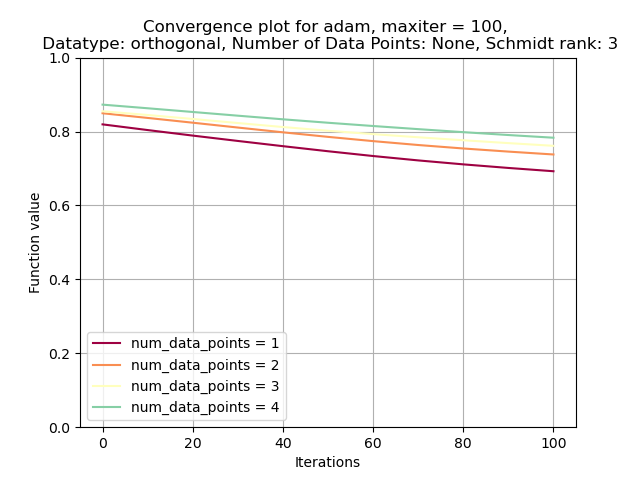 Convergence plot for adam, maxiter = 100,
Datatype: orthogonal, Number of Data Points: None, Schmidt rank: 3
1.0
0.8
0.6
0.4
0.2
0.0
Function value
num_data_points = 1
num_data_points = 2
num_data_points = 3
num_data_points = 4
0 20 40 60 80 100
Iterations